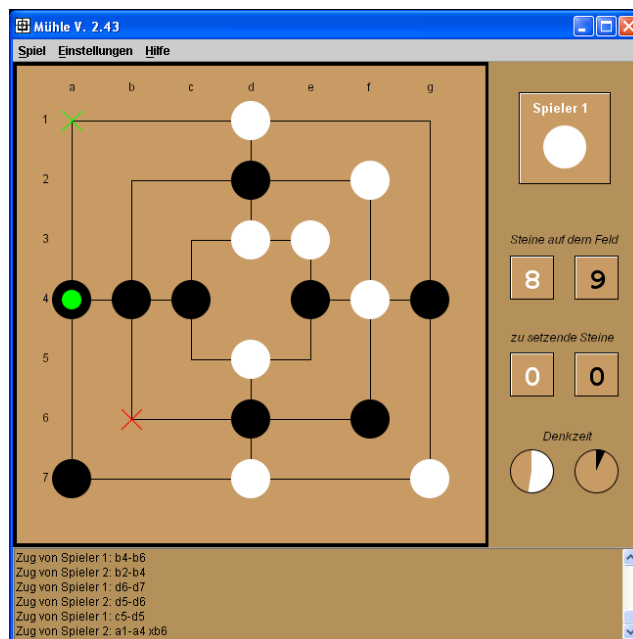 Mühle V. 2.43
Spiel Einstellungen Hilfe
a b c d e f g
1
2
3
4
5
6
7
Spieler 1
Steine auf dem Feld
8 9
zu setzende Steine
0 0
Denkzeit
Zug von Spieler 1: b4-b6
Zug von Spieler 2: b2-b4
Zug von Spieler 1: d6-d7
Zug von Spieler 2: d5-d6
Zug von Spieler 1: c5-d5
Zug von Spieler 2: a1-a4 xb6